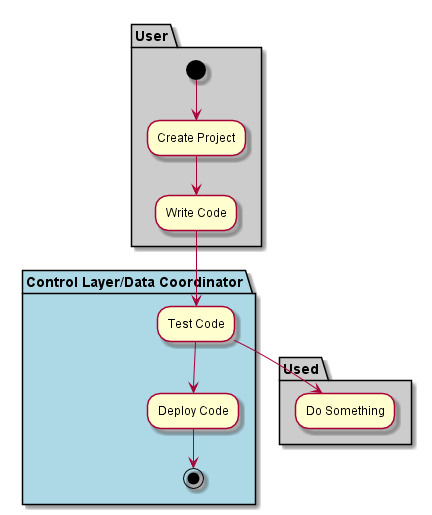 User
Create Project
Write Code
Control Layer/Data Coordinator
Test Code
Used
Deploy Code
Do Something